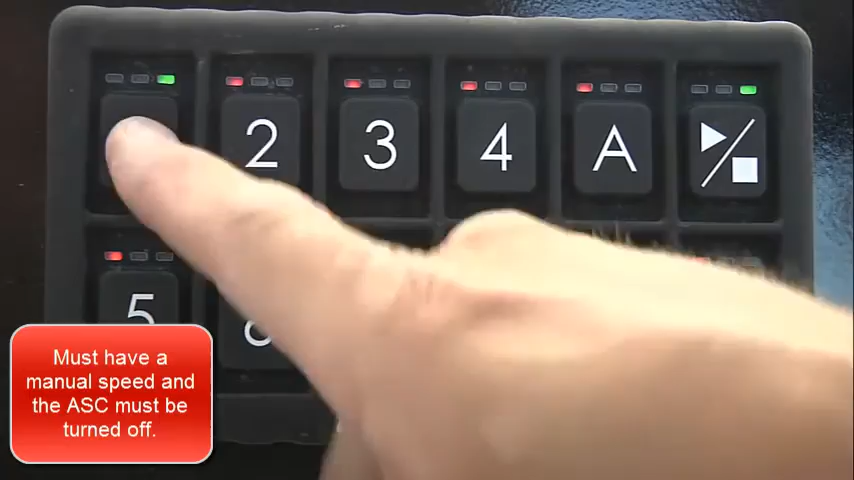 2 3 4 A
5
Must have a
manual speed and
the ASC must be
turned off.